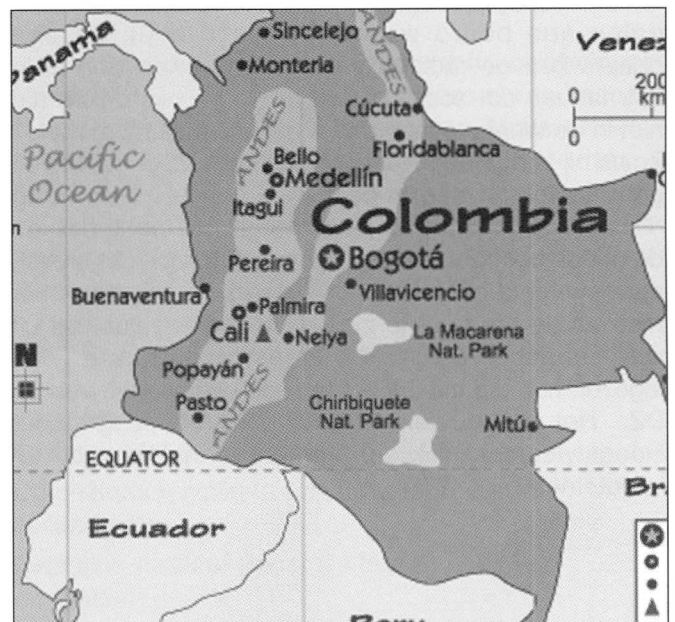 Sincelejo
Panama
Monteria
Venez
ANDES
0
200
km
0
Cúcuta
ANDES
Floridablanca
Pacific
Ocean
Bello
Medellín
Itagui
Colombia
Pereira
Bogotá
Buenaventura
Villavicencio
Palmira
Cali
Neiya
La Macarena
Nat. Park
N
Popayán
ANDES
Pasto
Chiribiquete
Nat. Park
Mitú
EQUATOR
Br
Ecuador